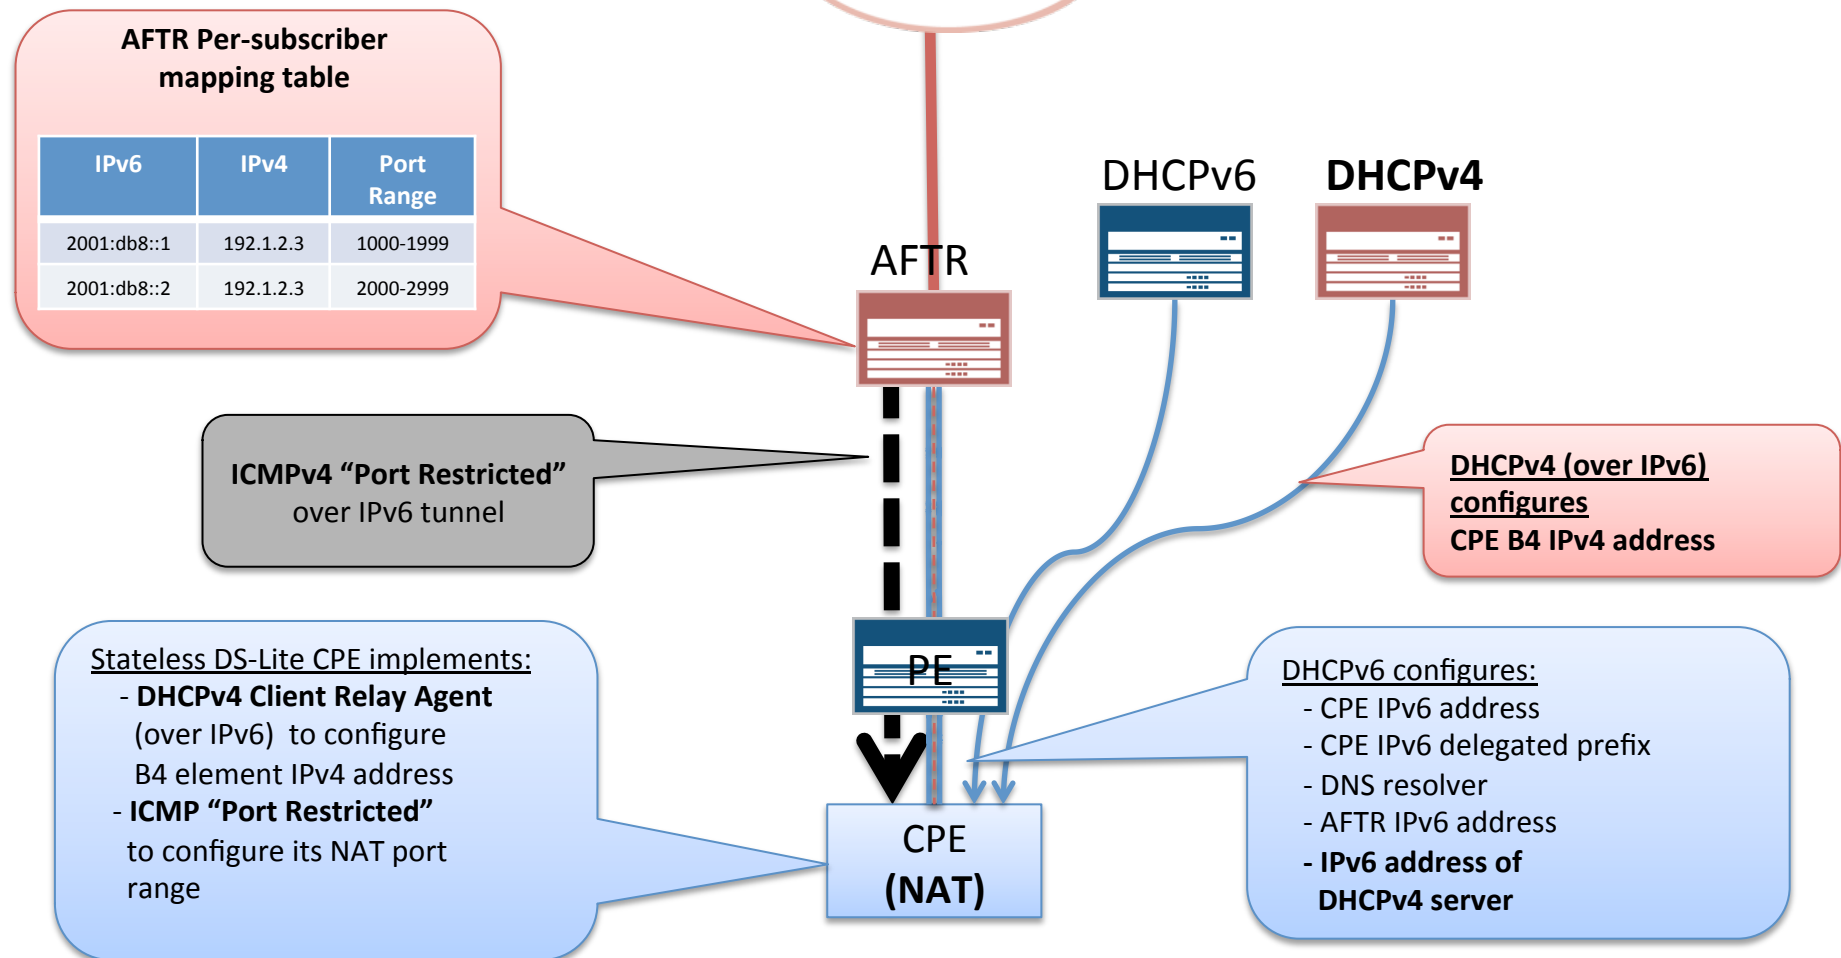 AFTR Per-subscriber
mapping table
IPv6 IPv4 Port
Range
2001:db8::1 192.1.2.3 1000-1999
2001:db8::2 192.1.2.3 2000-2999
DHCPv6 DHCPv4
AFTR
ICMPv4 “Port Restricted”
over IPv6 tunnel
DHCPv4 (over IPv6)
configures
CPE B4 IPv4 address
Stateless DS-Lite CPE implements:
- DHCPv4 Client Relay Agent
(over IPv6) to configure
B4 element IPv4 address
- ICMP “Port Restricted”
to configure its NAT port
range
PE
CPE
(NAT)
DHCPv6 configures:
- CPE IPv6 address
- CPE IPv6 delegated prefix
- DNS resolver
- AFTR IPv6 address
- IPv6 address of
DHCPv4 server